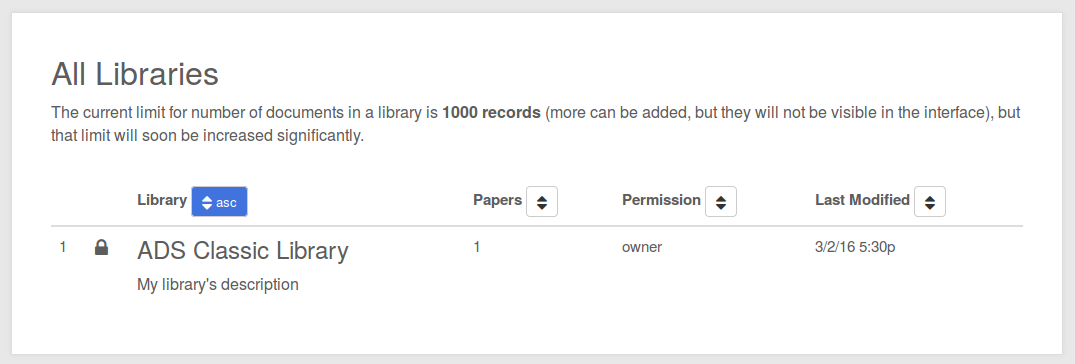 All Libraries
The current limit for number of documents in a library is 1000 records (more can be added, but they will not be visible in the interface), but
that limit will soon be increased significantly.
Library asc Papers Permission Last Modified
1 ADS Classic Library 1 owner 3/2/16 5:30p
My library's description